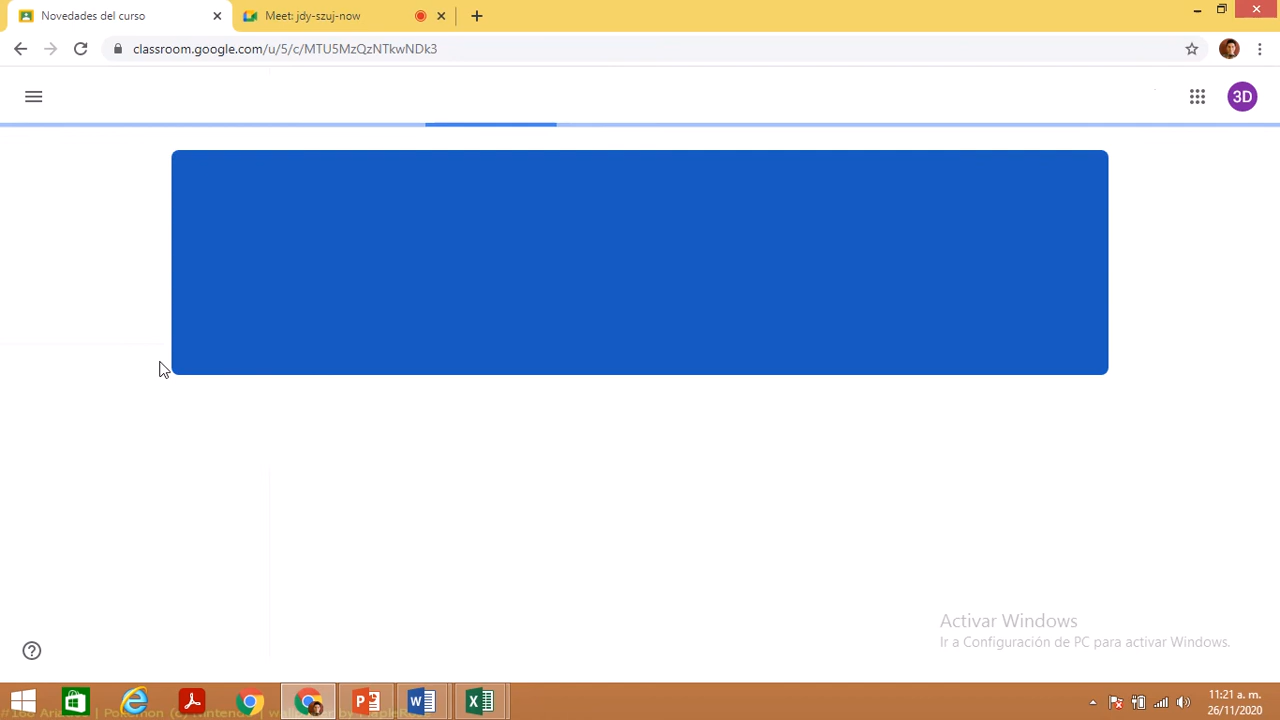 Novedades del curso
Meet: jdy-szuj-now
classroom.google.com/u/5/c/MTU5MzQzNTkwNDk3
3D
Activar Windows
Ir a Configuración de PC para activar Windows.
11:21 a. m.
26/11/2020